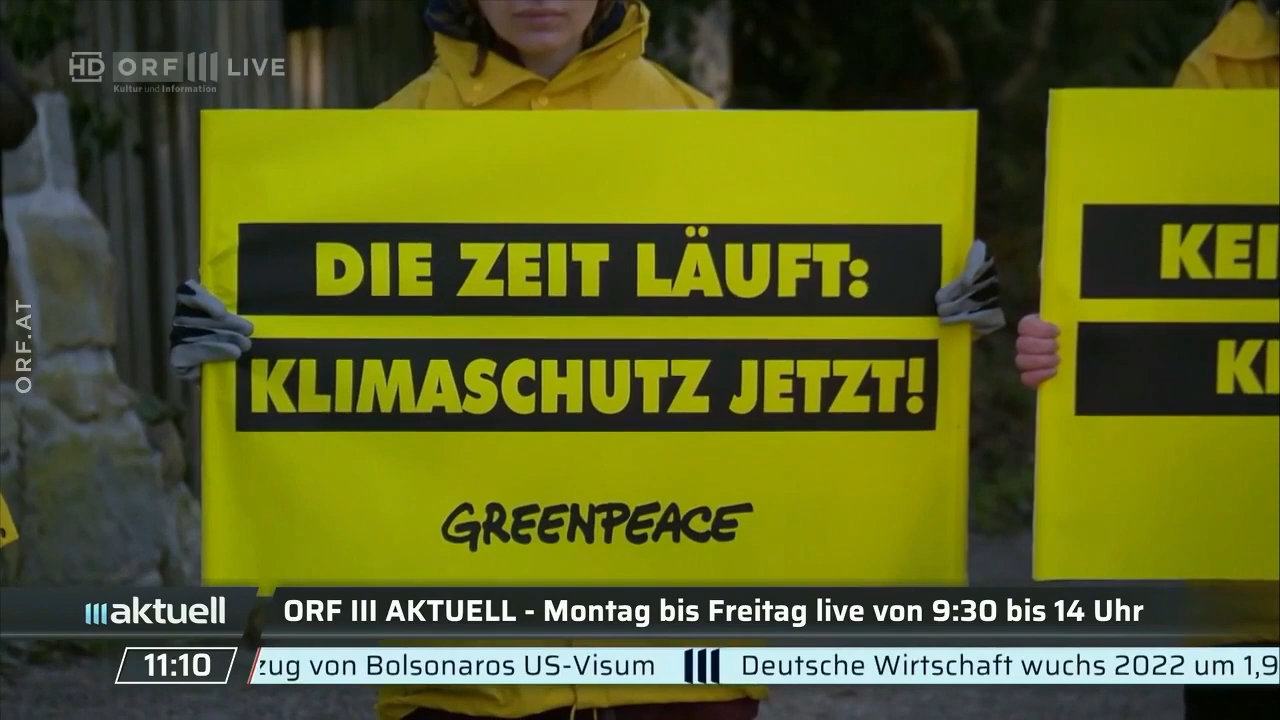 HD ORF III LIVE
Kultur und Information
ORF.AT
DIE ZEIT LÄUFT:
KLIMASCHUTZ JETZT!
GREENPEACE
KEI
KL
aktuell
ORF III AKTUELL - Montag bis Freitag live von 9:30 bis 14 Uhr
11:10
zug von Bolsonaros US-Visum
Deutsche Wirtschaft wuchs 2022 um 1,9